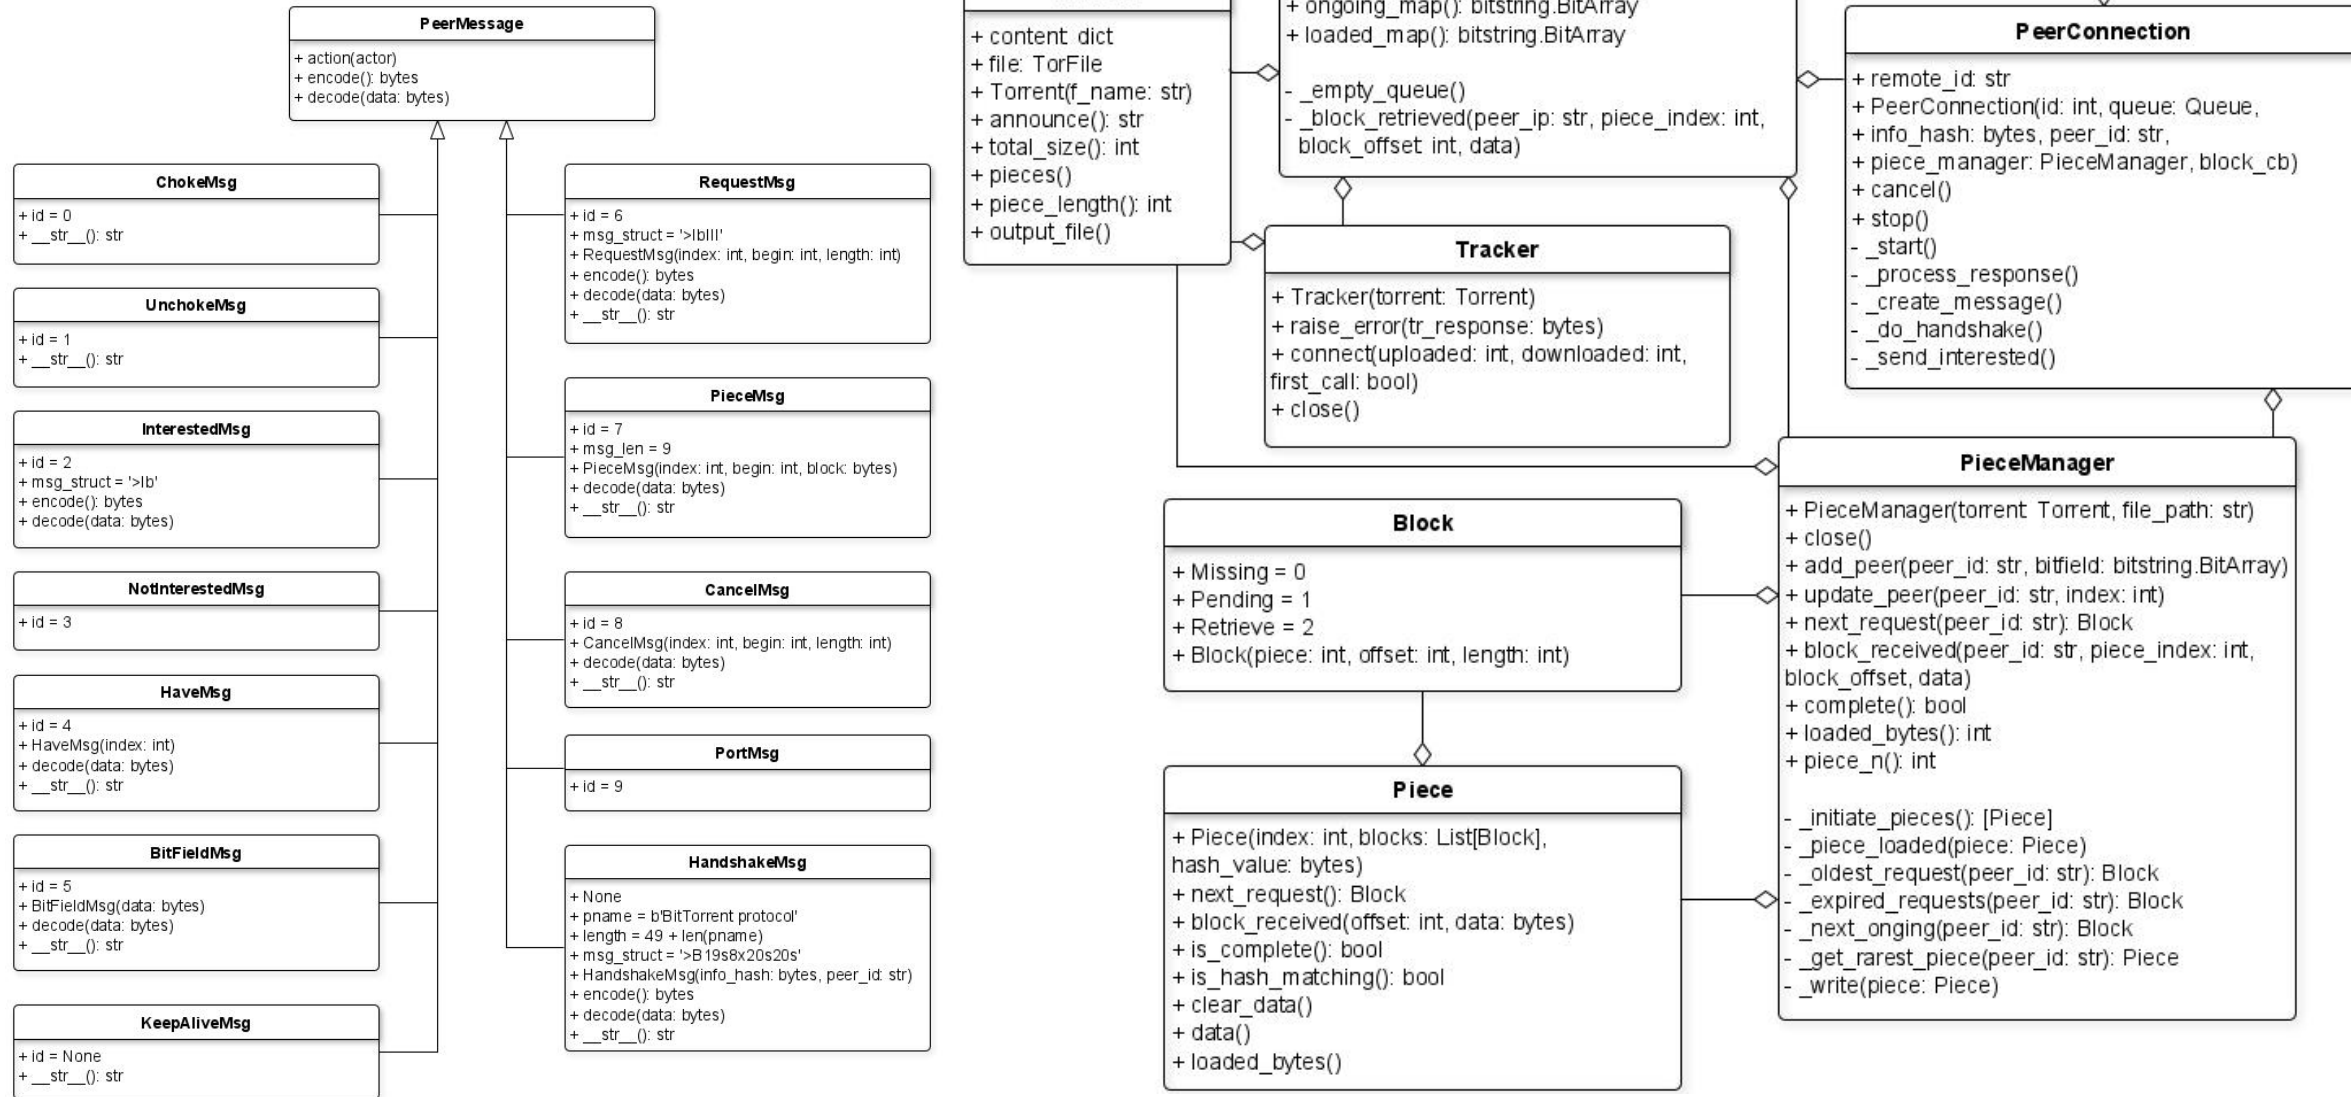 PeerMessage
+ action(actor)
+ encode(): bytes
+ decode(data: bytes)
ChokeMsg
+ id = 0
+ __str__(): str
UnchokeMsg
+ id = 1
+ __str__(): str
InterestedMsg
+ id = 2
+ msg_struct = '>Ib'
+ encode(): bytes
+ decode(data: bytes)
NotInterestedMsg
+ id = 3
HaveMsg
+ id = 4
+ HaveMsg(index: int)
+ decode(data: bytes)
+ __str__(): str
BitFieldMsg
+ id = 5
+ BitFieldMsg(data: bytes)
+ decode(data: bytes)
+ __str__(): str
KeepAliveMsg
+ id = None
+ __str__(): str
RequestMsg
+ id = 6
+ msg_struct = '>IbIII'
+ RequestMsg(index: int, begin: int, length: int)
+ encode(): bytes
+ decode(data: bytes)
+ __str__(): str
PieceMsg
+ id = 7
+ msg_len = 9
+ PieceMsg(index: int, begin: int, block: bytes)
+ decode(data: bytes)
+ __str__(): str
CancelMsg
+ id = 8
+ CancelMsg(index: int, begin: int, length: int)
+ decode(data: bytes)
+ __str__(): str
PortMsg
+ id = 9
HandshakeMsg
+ None
+ pname = b'BitTorrent protocol'
+ length = 49 + len(pname)
+ msg_struct = '>B19s8x20s20s'
+ HandshakeMsg(info_hash: bytes, peer_id: str)
+ encode(): bytes
+ decode(data: bytes)
+ __str__(): str
+ content: dict
+ file: TorFile
+ Torrent(f_name: str)
+ announce(): str
+ total_size(): int
+ pieces()
+ piece_length(): int
+ output_file()
+ ongoing_map(): bitstring.BitArray
+ loaded_map(): bitstring.BitArray
- _empty_queue()
- _block_retrieved(peer_ip: str, piece_index: int,
block_offset: int, data)
Tracker
+ Tracker(torrent: Torrent)
+ raise_error(tr_response: bytes)
+ connect(uploaded: int, downloaded: int,
first_call: bool)
+ close()
Block
+ Missing = 0
+ Pending = 1
+ Retrieve = 2
+ Block(piece: int, offset: int, length: int)
Piece
+ Piece(index: int, blocks: List[Block],
hash_value: bytes)
+ next_request(): Block
+ block_received(offset: int, data: bytes)
+ is_complete(): bool
+ is_hash_matching(): bool
+ clear_data()
+ data()
+ loaded_bytes()
PeerConnection
+ remote_id: str
+ PeerConnection(id: int, queue: Queue,
+ info_hash: bytes, peer_id: str,
+ piece_manager: PieceManager, block_cb)
+ cancel()
+ stop()
- _start()
- _process_response()
- _create_message()
- _do_handshake()
- _send_interested()
PieceManager
+ PieceManager(torrent: Torrent, file_path: str)
+ close()
+ add_peer(peer_id: str, bitfield: bitstring.BitArray)
+ update_peer(peer_id: str, index: int)
+ next_request(peer_id: str): Block
+ block_received(peer_id: str, piece_index: int,
block_offset, data)
+ complete(): bool
+ loaded_bytes(): int
+ piece_n(): int
- _initiate_pieces(): [Piece]
- _piece_loaded(piece: Piece)
- _oldest_request(peer_id: str): Block
- _expired_requests(peer_id: str): Block
- _next_onging(peer_id: str): Block
- _get_rarest_piece(peer_id: str): Piece
- _write(piece: Piece)